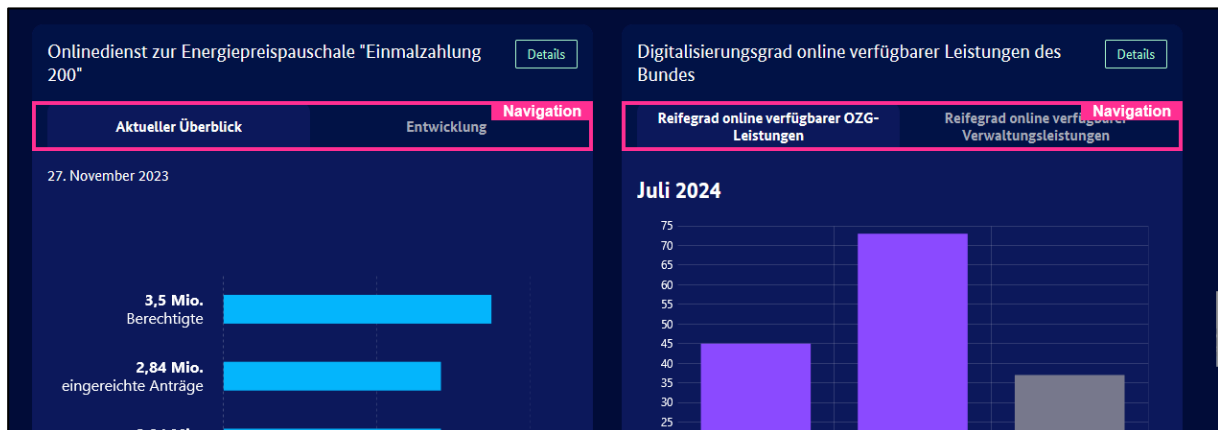 Onlinedienst zur Energiepreispauschale "Einmalzahlung
200"
Details
Navigation
Aktueller Überblick
Entwicklung
27. November 2023
3,5 Mio.
Berechtigte
2,84 Mio.
eingereichte Anträge
Digitalisierungsgrad online verfügbarer Leistungen des
Bundes
Details
Navigation
Reifegrad online verfügbarer OZG-
Leistungen
Reifegrad online verfügbarer
Verwaltungsleistungen
Juli 2024
75
70
65
60
55
50
45
40
35
30
25